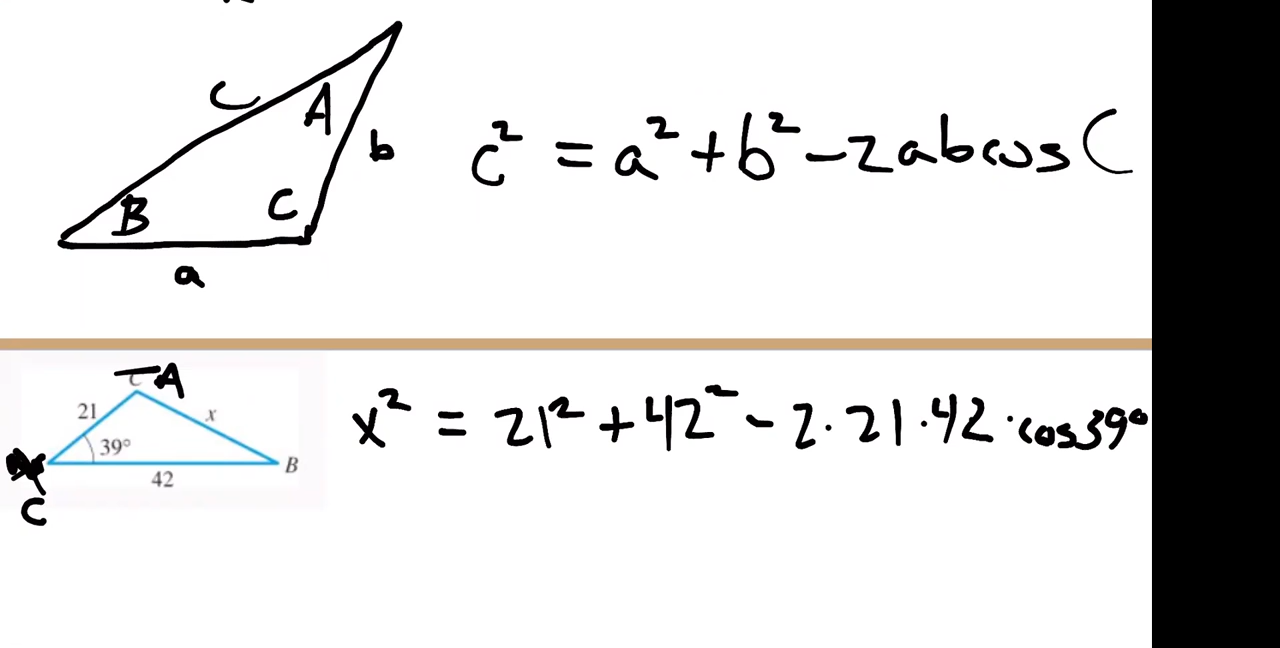 c
A
b
B
C
a
c² = a² + b² - 2abcos C
A
21
x
39°
42
B
C
x² = 21² + 42² - 2·21·42·cos39°